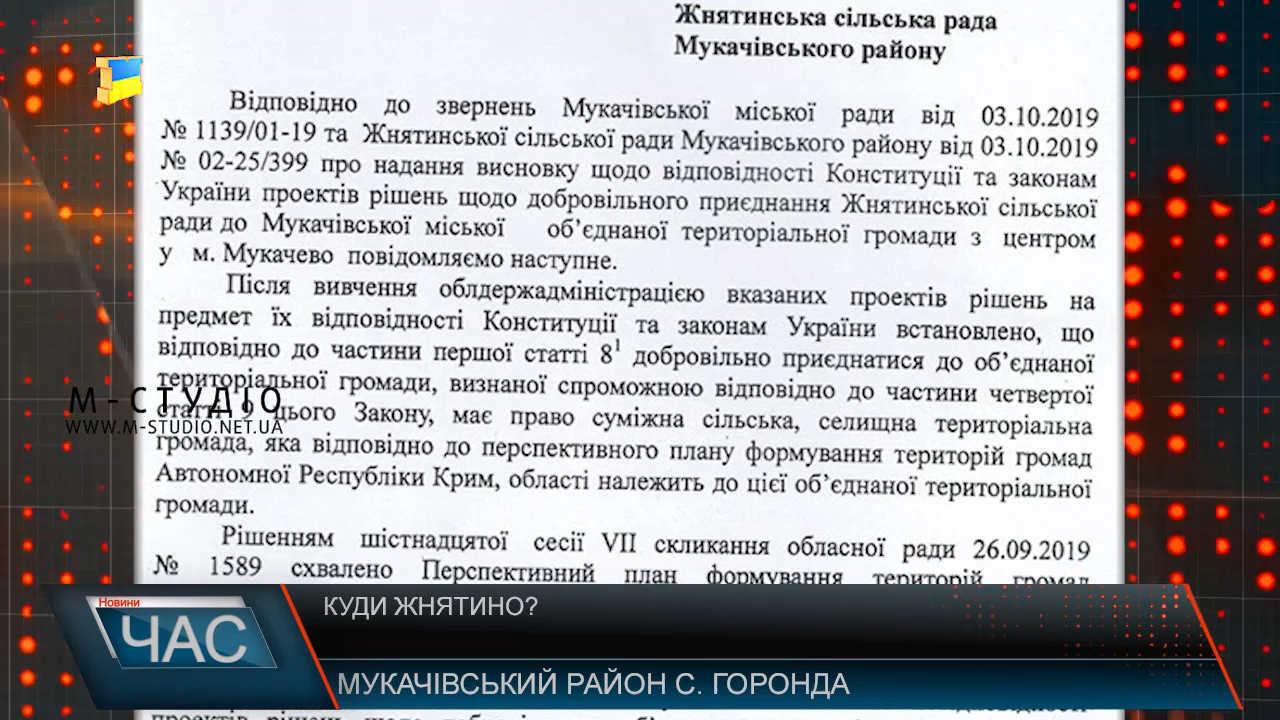 Жнятинська сільська рада
Мукачівського району
Відповідно до звернень Мукачівської міської ради від 03.10.2019
№ 1139/01-19 та Жнятинської сільської ради Мукачівського району від 03.10.2019
№ 02-25/399 про надання висновку щодо відповідності Конституції та законам
України проектів рішень щодо добровільного приєднання Жнятинської сільської
ради до Мукачівської міської об’єднаної територіальної громади з центром
у м. Мукачево повідомляємо наступне.
Після вивчення облдержадміністрацією вказаних проектів рішень на
предмет їх відповідності Конституції та законам України встановлено, що
відповідно до частини першої статті 8¹ добровільно приєднатися до об’єднаної
територіальної громади, визнаної спроможною відповідно до частини четвертої
статті 9 цього Закону, має право суміжна сільська, селищна територіальна
громада, яка відповідно до перспективного плану формування територій громад
Автономної Республіки Крим, області належить до цієї об’єднаної територіальної
громади.
Рішенням шістнадцятої сесії VII скликання обласної ради 26.09.2019
№ 1589 схвалено Перспективний план формування територій громад
М-СТУДІО
WWW.M-STUDIO.NET.UA
Новини
ЧАС
КУДИ ЖНЯТИНО?
МУКАЧІВСЬКИЙ РАЙОН С. ГОРОНДА